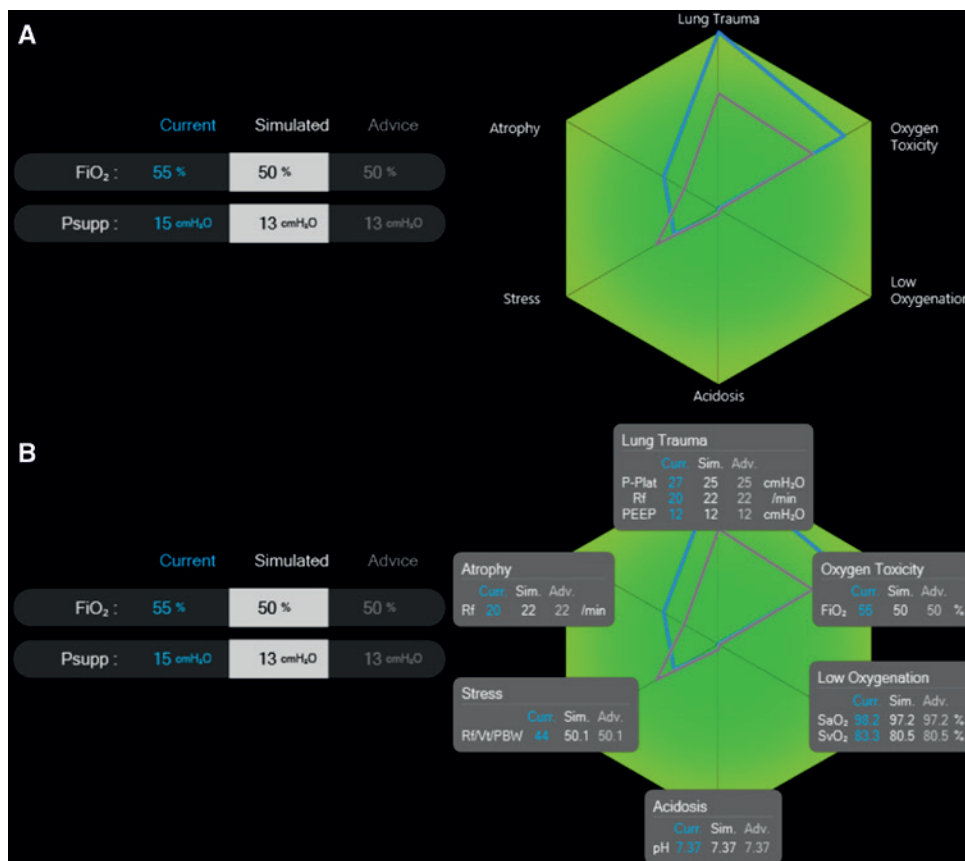 A
Lung Trauma
Current Simulated Advice
Atrophy
Oxygen
Toxicity
FiO₂ : 55 % 50 % 50 %
Psupp : 15 cmH₂O 13 cmH₂O 13 cmH₂O
Stress
Low
Oxygenation
Acidosis
B
Lung Trauma
Curr. Sim. Adv.
P-Plat 27 25 25 cmH₂O
Rf 20 22 22 /min
PEEP 12 12 12 cmH₂O
Current Simulated Advice
FiO₂ : 55 % 50 % 50 %
Psupp : 15 cmH₂O 13 cmH₂O 13 cmH₂O
Atrophy
Curr. Sim. Adv.
Rf 20 22 22 /min
Oxygen Toxicity
Curr. Sim. Adv.
FiO₂ 55 50 50 %
Stress
Curr. Sim. Adv.
Rf/Vt/PBW 44 50.1 50.1
Low Oxygenation
Curr. Sim. Adv.
SaO₂ 98.2 97.2 97.2 %
SvO₂ 83.3 80.5 80.5 %
Acidosis
Curr. Sim. Adv.
pH 7.37 7.37 7.37